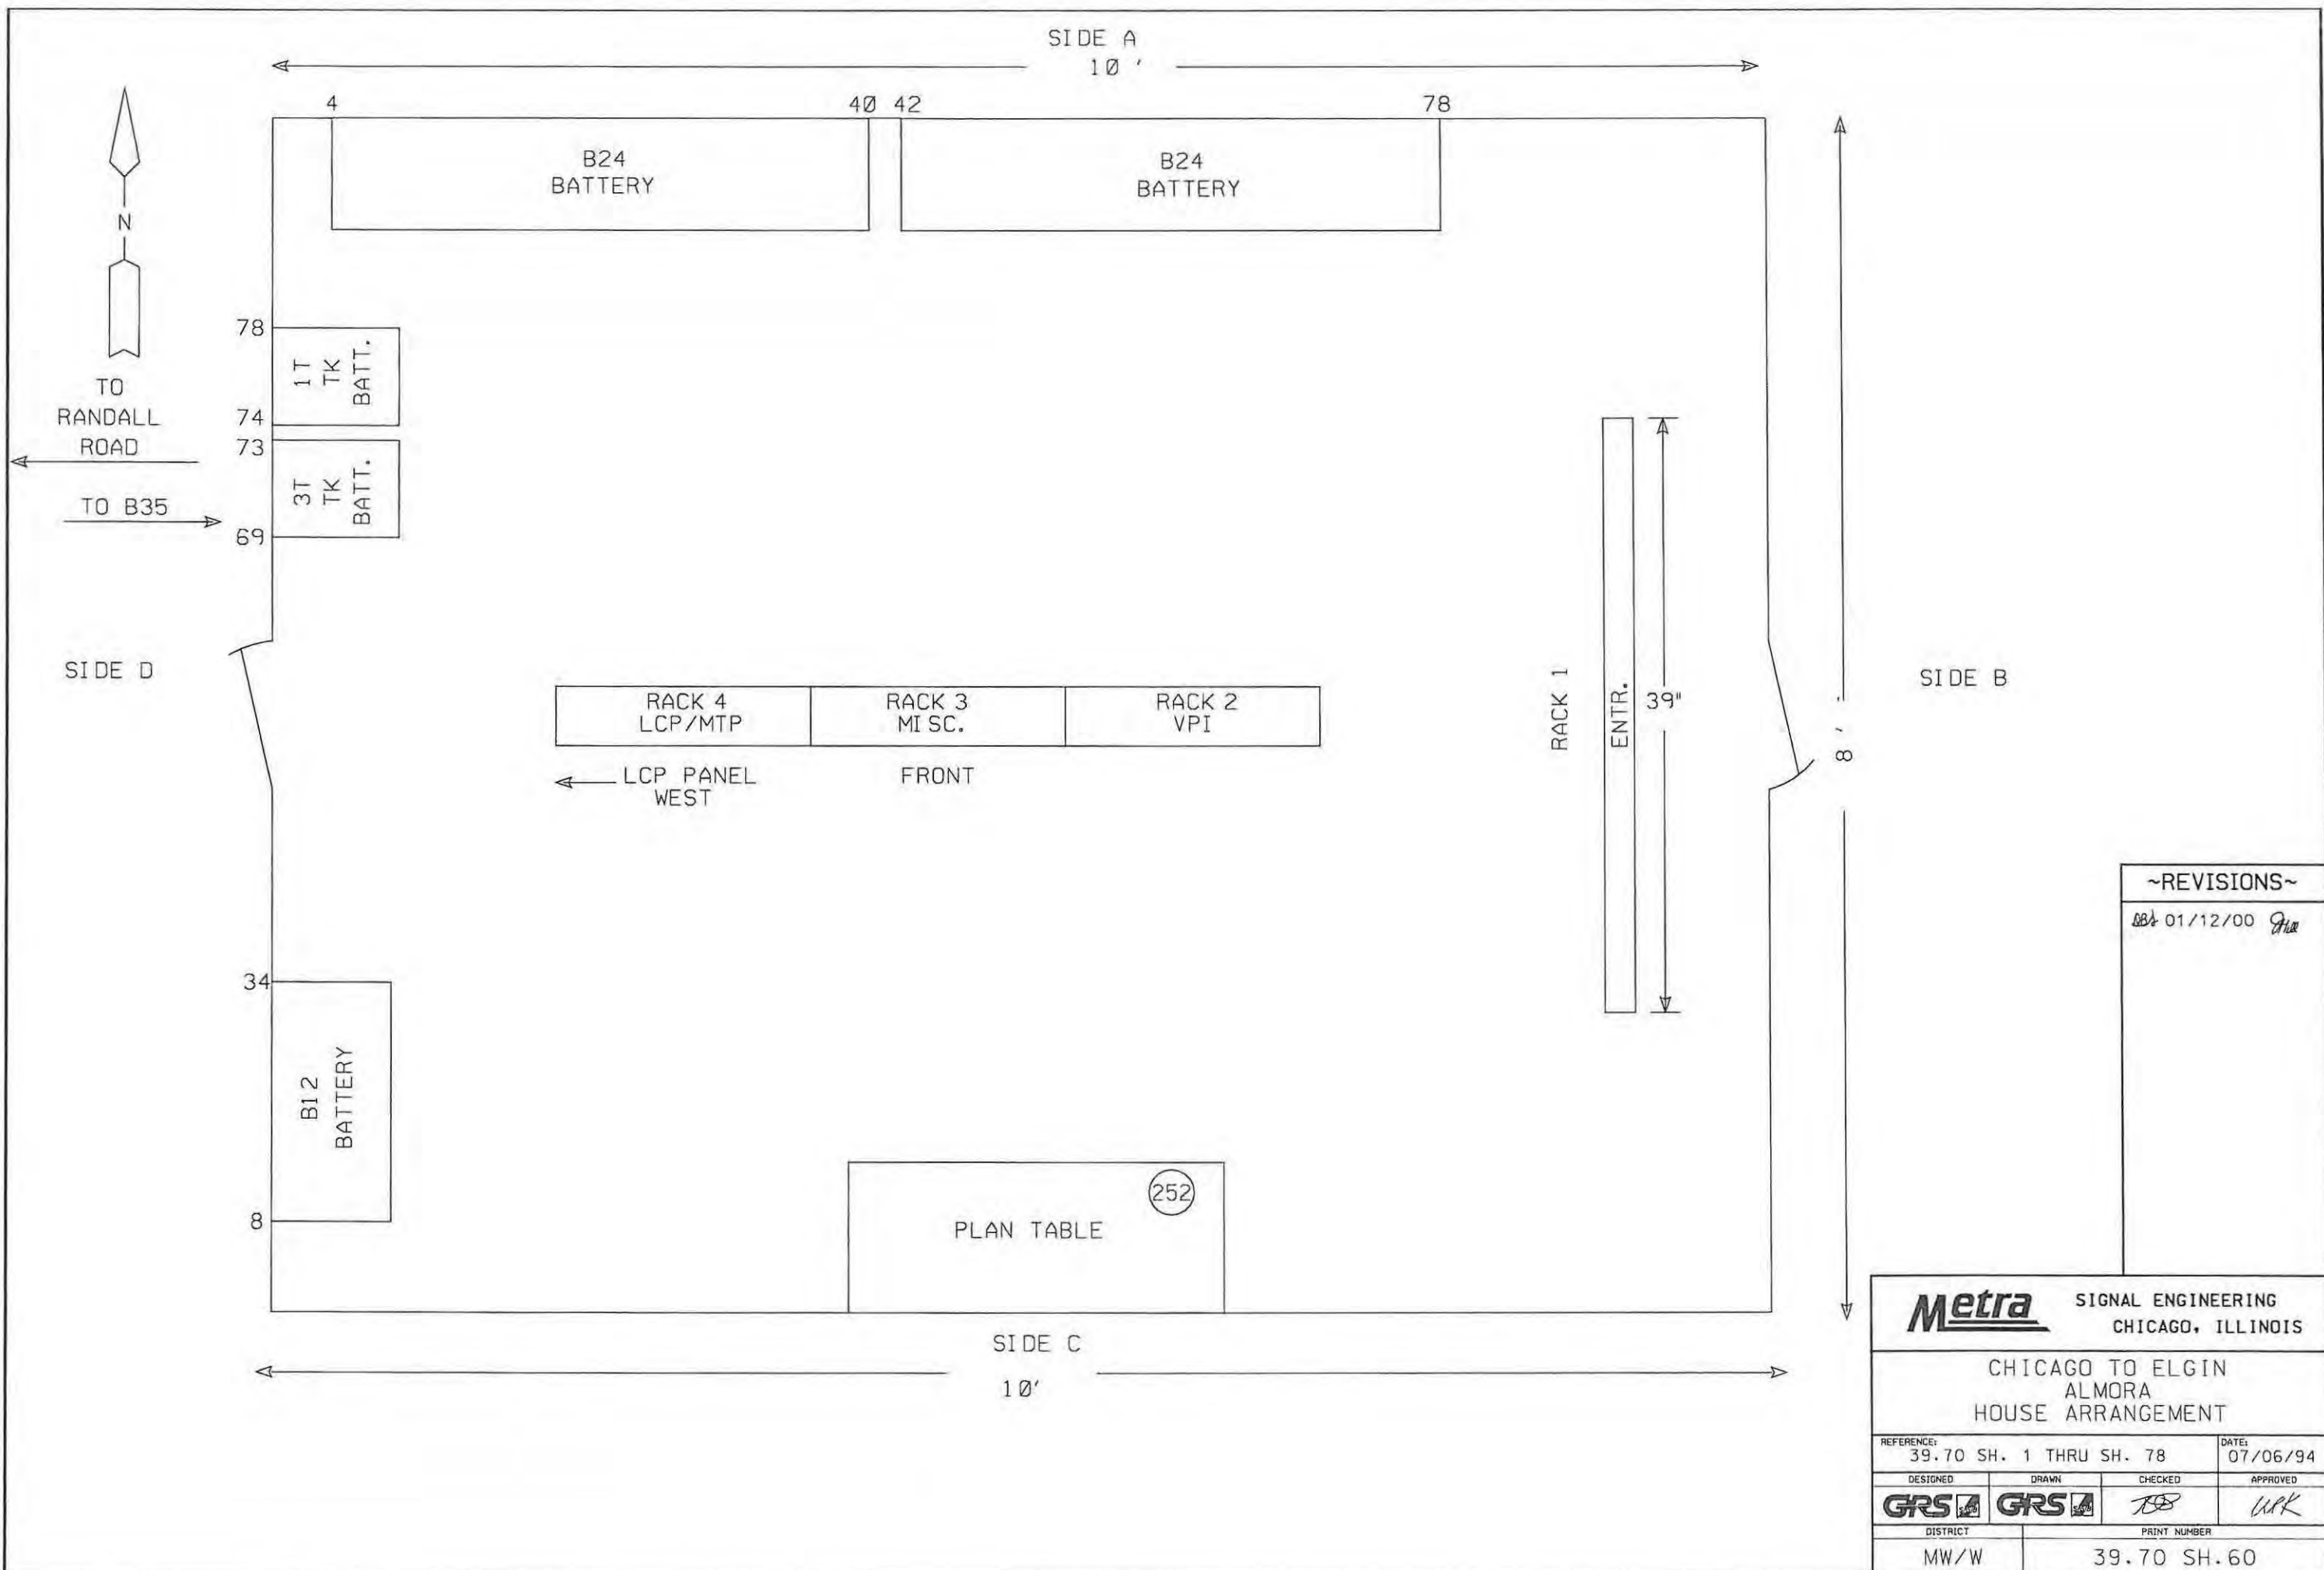 SIDE A
10 '
4
40 42
78
B24
BATTERY
B24
BATTERY
N
TO
RANDALL
ROAD
TO B35
78
74
73
69
1T
TK
BATT.
3T
TK
BATT.
SIDE D
RACK 4
LCP/MTP
RACK 3
MISC.
RACK 2
VPI
LCP PANEL
WEST
FRONT
RACK 1
ENTR.
39"
8 ' -
SIDE B
34
8
B12
BATTERY
PLAN TABLE
252
SIDE C
10'
~REVISIONS~
01/12/00
Metra
SIGNAL ENGINEERING
CHICAGO, ILLINOIS
CHICAGO TO ELGIN
ALMORA
HOUSE ARRANGEMENT
REFERENCE:
39.70 SH. 1 THRU SH. 78
DATE:
07/06/94
DESIGNED
DRAWN
CHECKED
APPROVED
GRS
GRS
DISTRICT
PRINT NUMBER
MW/W
39.70 SH.60